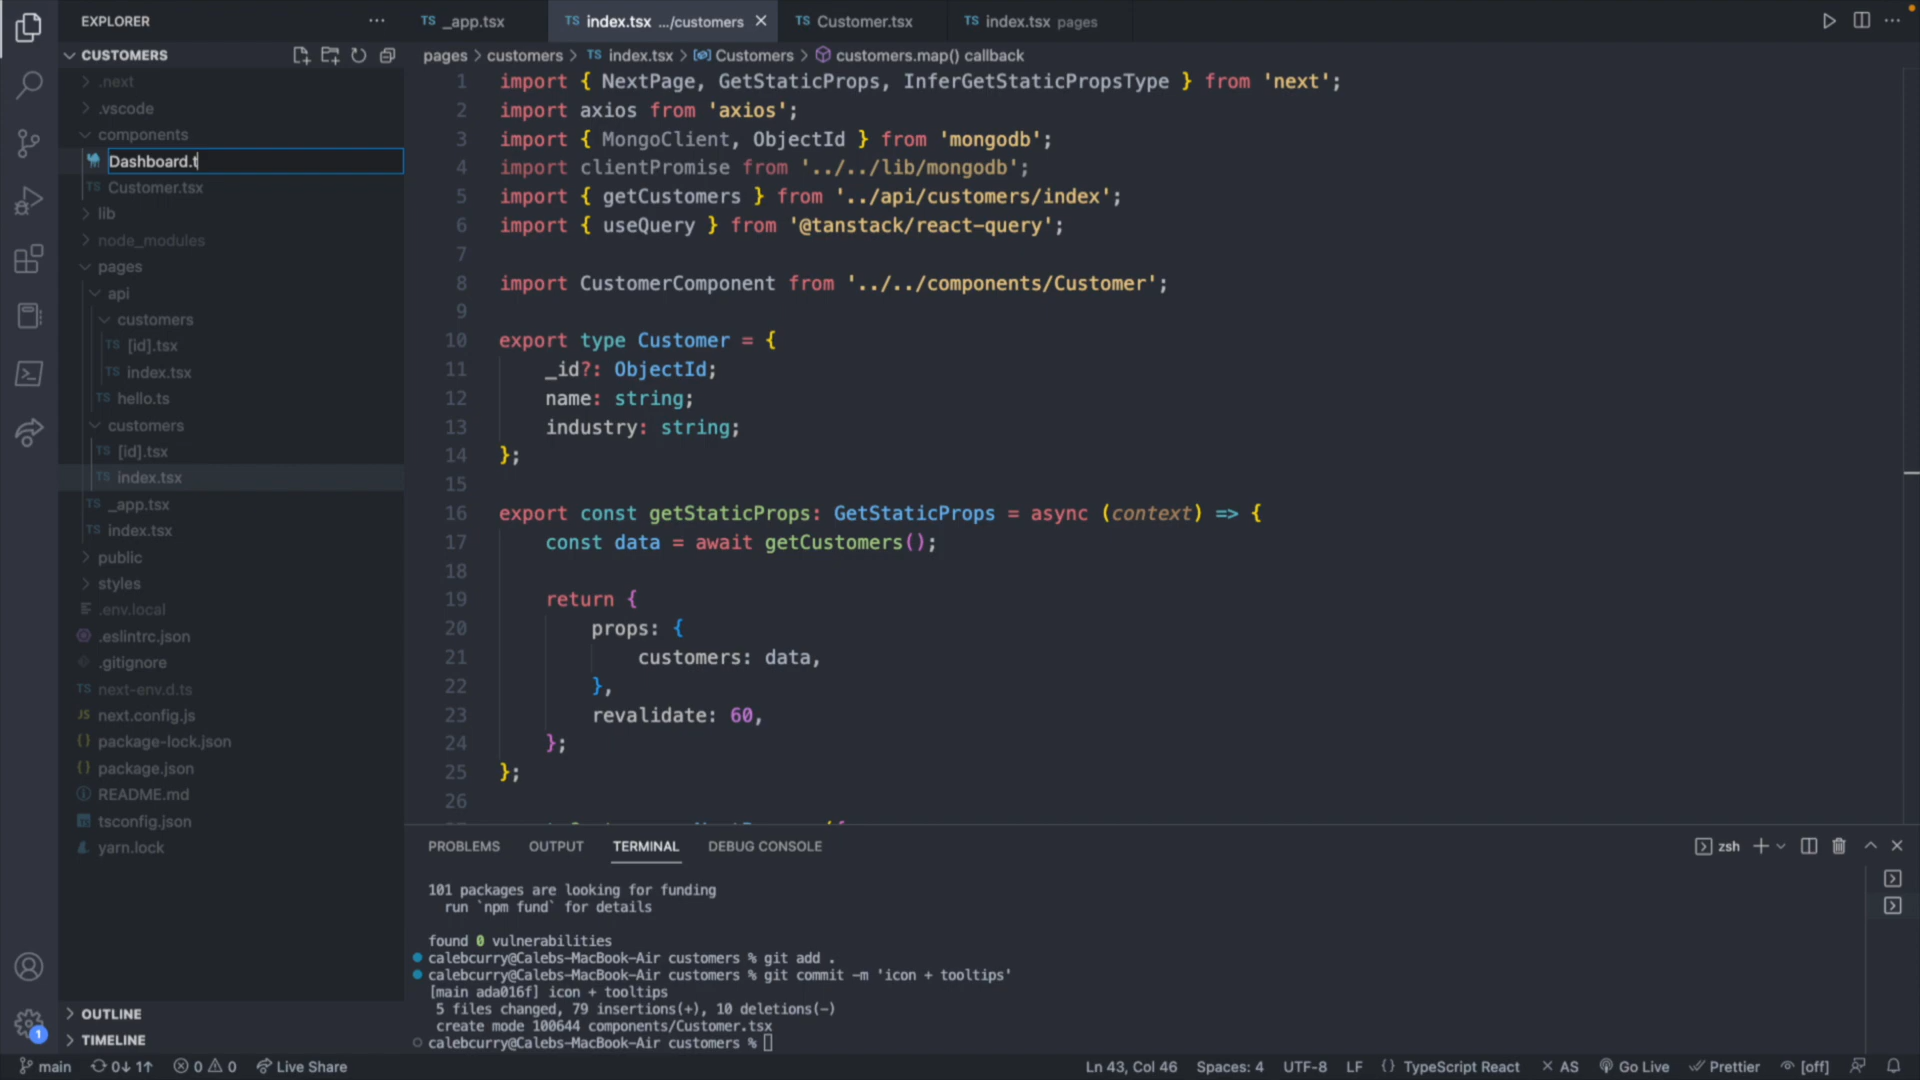 EXPLORER
TS _app.tsx
TS index.tsx .../customers
TS Customer.tsx
TS index.tsx pages
CUSTOMERS
pages > customers > TS index.tsx > Customers > customers.map() callback
.next
.vscode
components
Dashboard.t
TS Customer.tsx
lib
node_modules
pages
api
customers
TS [id].tsx
TS index.tsx
TS hello.ts
customers
TS [id].tsx
TS index.tsx
TS _app.tsx
TS index.tsx
public
styles
.env.local
.eslintrc.json
.gitignore
TS next-env.d.ts
JS next.config.js
{} package-lock.json
{} package.json
README.md
tsconfig.json
yarn.lock
OUTLINE
TIMELINE
1 import { NextPage, GetStaticProps, InferGetStaticPropsType } from 'next';
2 import axios from 'axios';
3 import { MongoClient, ObjectId } from 'mongodb';
4 import clientPromise from '../../lib/mongodb';
5 import { getCustomers } from '../api/customers/index';
6 import { useQuery } from '@tanstack/react-query';
7
8 import CustomerComponent from '../../components/Customer';
9
10 export type Customer = {
11 _id?: ObjectId;
12 name: string;
13 industry: string;
14 };
15
16 export const getStaticProps: GetStaticProps = async (context) => {
17 const data = await getCustomers();
18
19 return {
20 props: {
21 customers: data,
22 },
23 revalidate: 60,
24 };
25 };
26
PROBLEMS OUTPUT TERMINAL DEBUG CONSOLE
zsh
101 packages are looking for funding
run `npm fund` for details
found 0 vulnerabilities
calebcurry@Calebs-MacBook-Air customers % git add .
calebcurry@Calebs-MacBook-Air customers % git commit -m 'icon + tooltips'
[main ada016f] icon + tooltips
5 files changed, 79 insertions(+), 10 deletions(-)
create mode 100644 components/Customer.tsx
calebcurry@Calebs-MacBook-Air customers %
1
main 0↓ 1↑ 0 0 Live Share
Ln 43, Col 46 Spaces: 4 UTF-8 LF {} TypeScript React × AS Go Live Prettier [off]